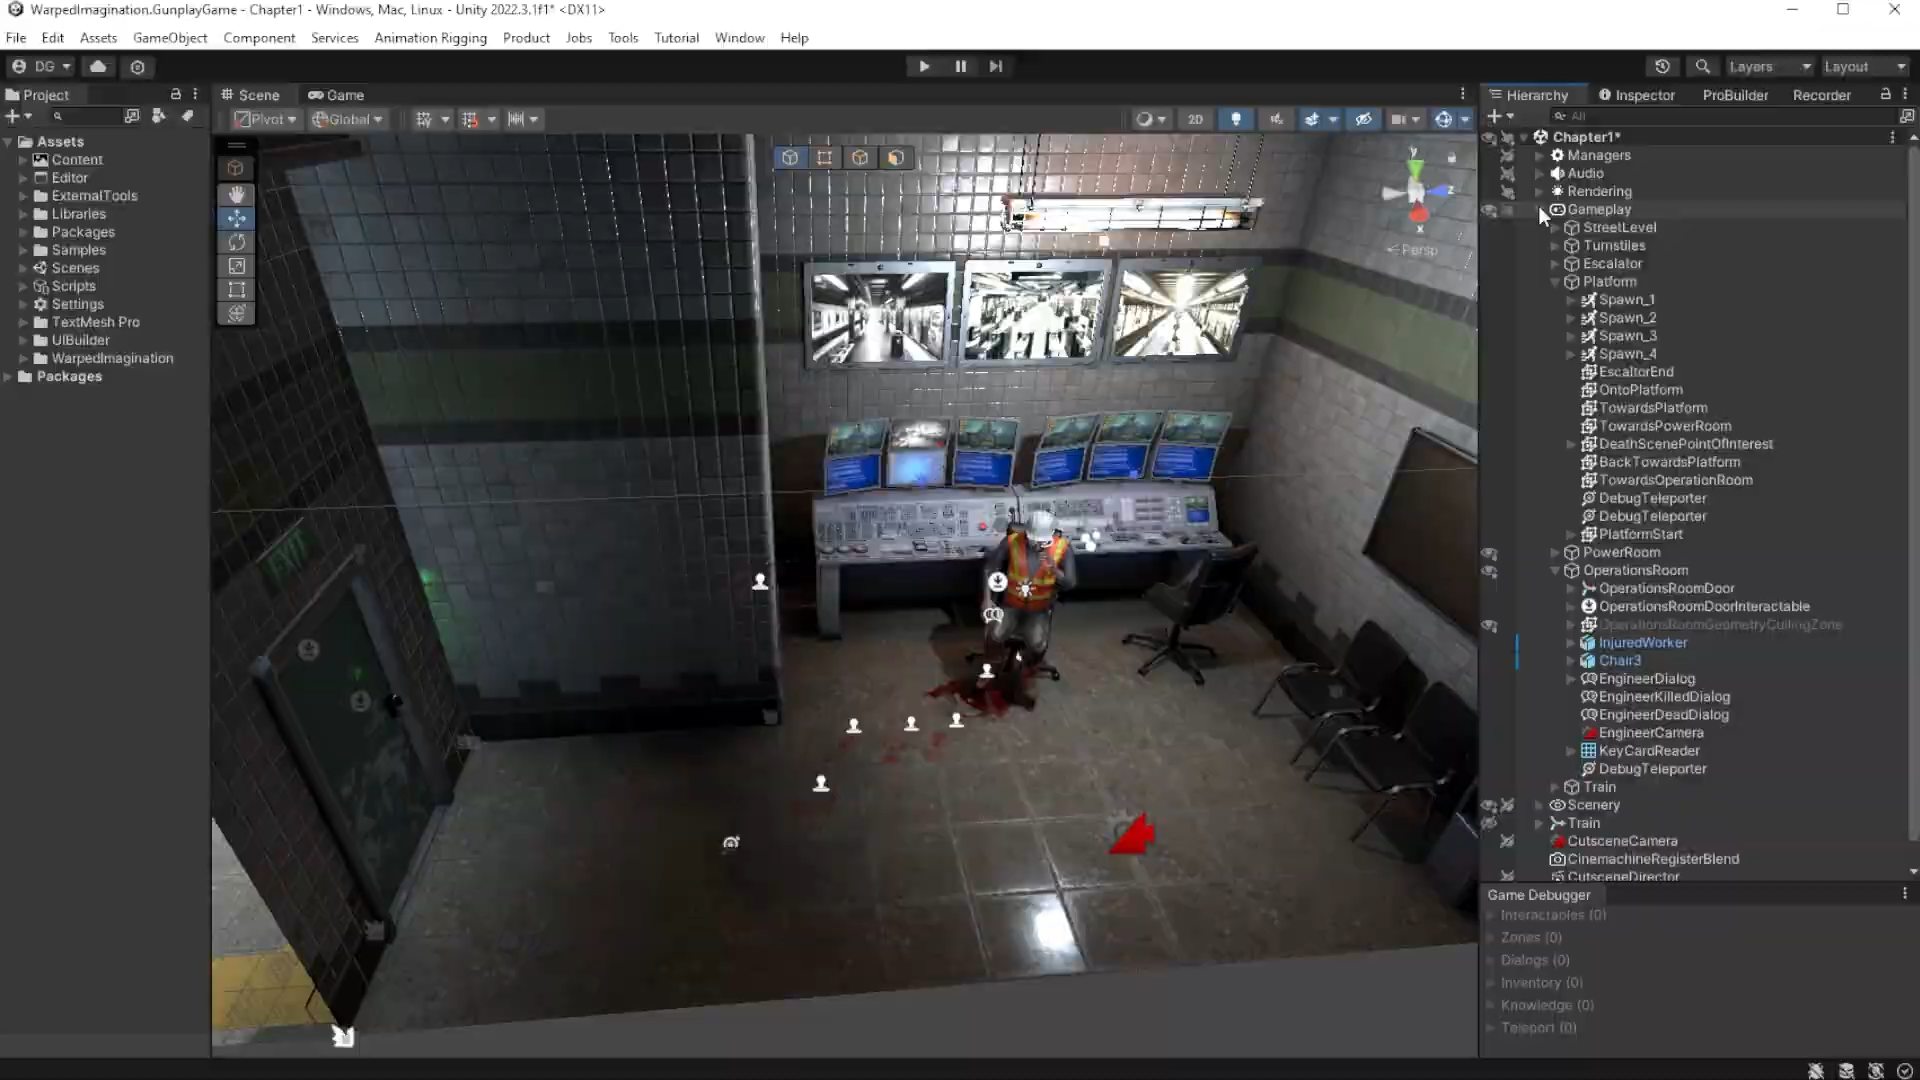 WarpedImagination.GunplayGame - Chapter1 - Windows, Mac, Linux - Unity 2022.3.1f1* <DX11>
File Edit Assets GameObject Component Services Animation Rigging Product Jobs Tools Tutorial Window Help
DG Layers Layout
Project
Assets
Content
Editor
ExternalTools
Libraries
Packages
Samples
Scenes
Scripts
Settings
TextMesh Pro
UIBuilder
WarpedImagination
Packages
Scene Game
Pivot Global 2D
y
z
x
Persp
EXIT
Hierarchy Inspector ProBuilder Recorder
All
Chapter1*
Managers
Audio
Rendering
Gameplay
StreetLevel
Turnstiles
Escalator
Platform
Spawn_1
Spawn_2
Spawn_3
Spawn_4
EscaltorEnd
OntoPlatform
TowardsPlatform
TowardsPowerRoom
DeathScenePointOfInterest
BackTowardsPlatform
TowardsOperationRoom
DebugTeleporter
DebugTeleporter
PlatformStart
PowerRoom
OperationsRoom
OperationsRoomDoor
OperationsRoomDoorInteractable
OperationsRoomGeometryCullingZone
InjuredWorker
Chair3
EngineerDialog
EngineerKilledDialog
EngineerDeadDialog
EngineerCamera
KeyCardReader
DebugTeleporter
Train
Scenery
Train
CutsceneCamera
CinemachineRegisterBlend
CutsceneDirector
Game Debugger
Interactables (0)
Zones (0)
Dialogs (0)
Inventory (0)
Knowledge (0)
Teleport (0)